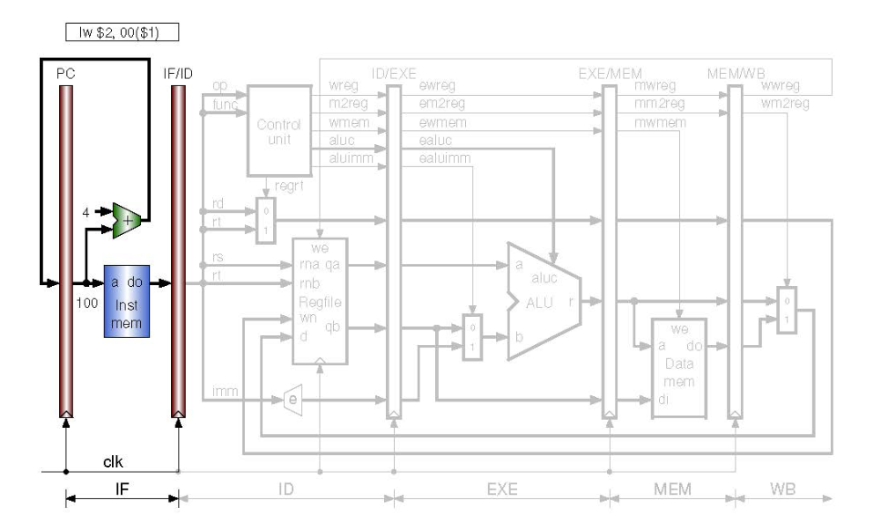 lw $2, 00($1)
PC IF/ID ID/EXE EXE/MEM MEM/WB
op wreg ewreg mwreg wwreg
func m2reg em2reg mm2reg wm2reg
Control unit
wmem ewmem mwmem
aluc ealuc
aluimm ealuimm
regrt
4 +
rd 0
rt 1
we
rs rna qa a aluc
rt rnb
Regfile
ALU r
a do
100
Inst
mem
wn
d qb
0
1
b
we
a do
Data
mem
di
0
1
imm e
clk
IF ID EXE MEM WB